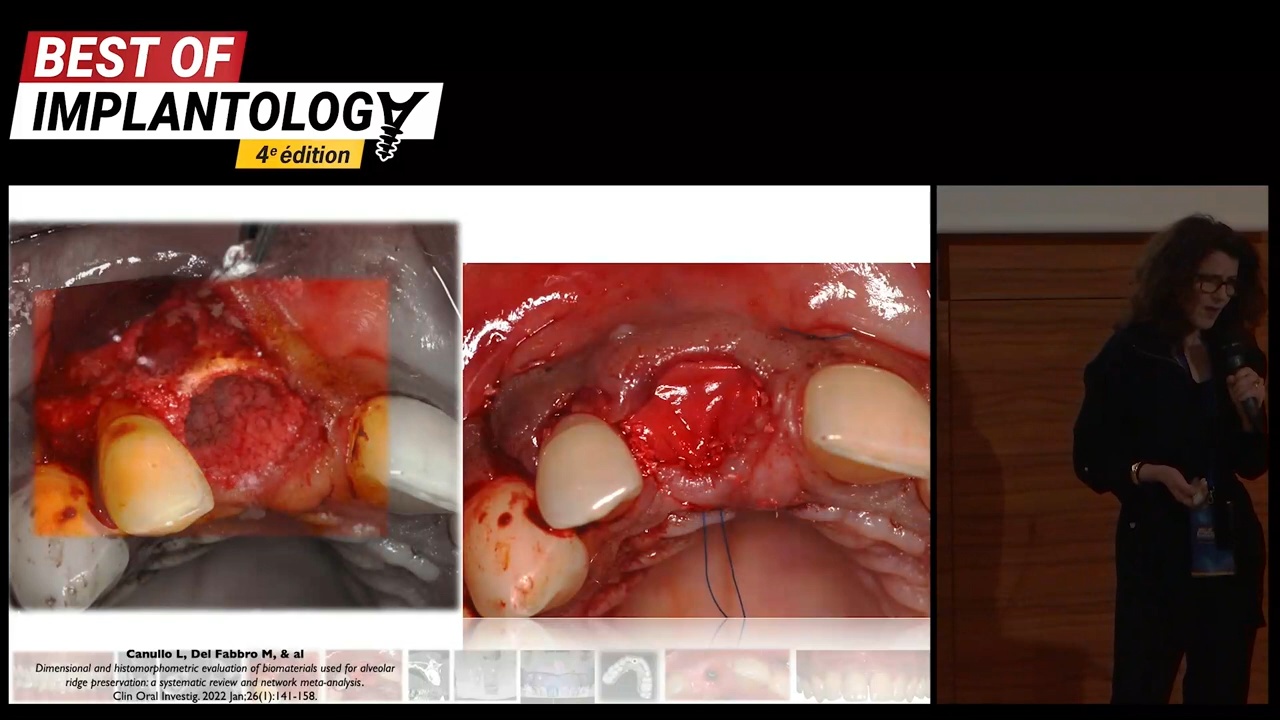 BEST OF
IMPLANTOLOGY
4e édition
Canullo L, Del Fabbro M, & al
Dimensional and histomorphometric evaluation of biomaterials used for alveolar
ridge preservation: a systematic review and network meta-analysis.
Clin Oral Investig. 2022 Jan;26(1):141-158.